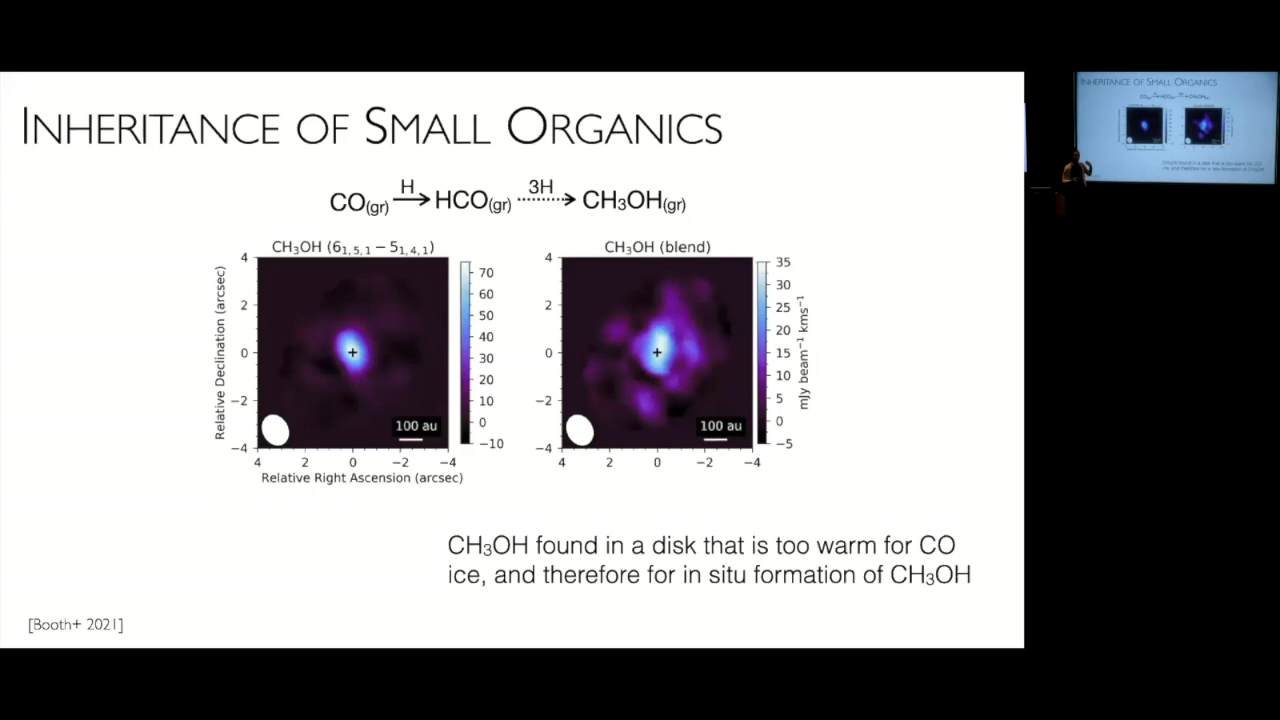 INHERITANCE OF SMALL ORGANICS
CO(gr) H HCO(gr) 3H CH₃OH(gr)
CH₃OH (6₁,₅,₁ − 5₁,₄,₁)
4
2
0
−2
−4
4 2 0 −2 −4
Relative Declination (arcsec)
Relative Right Ascension (arcsec)
100 au
70
60
50
40
30
20
10
0
−10
CH₃OH (blend)
4
2
0
−2
−4
4 2 0 −2 −4
100 au
35
30
25
20
15
10
5
0
−5
mJy beam⁻¹ kms⁻¹
CH₃OH found in a disk that is too warm for CO
ice, and therefore for in situ formation of CH₃OH
[Booth+ 2021]
INHERITANCE OF SMALL ORGANICS